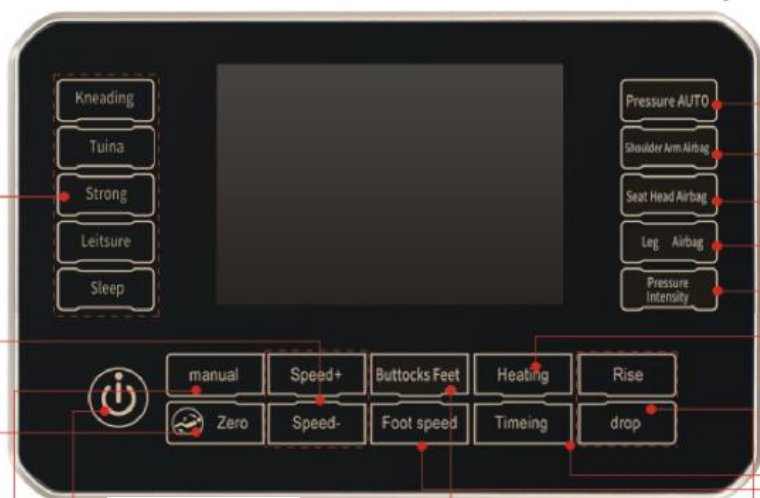 Kneading
Tuina
Strong
Leitsure
Sleep
Pressure AUTO
Shoulder Arm Airbag
Seat Head Airbag
Leg Airbag
Pressure
Intensity
manual Speed+ Buttocks Feet Heating Rise
Zero Speed- Foot speed Timeing drop